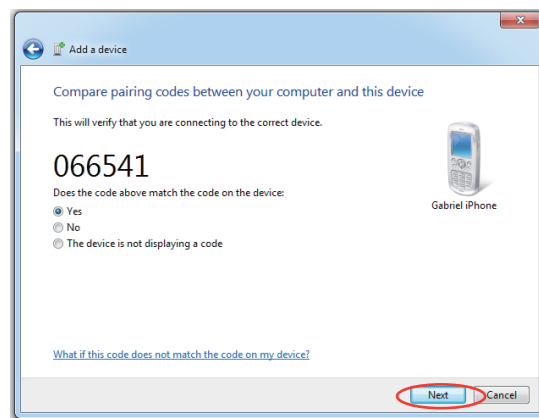 Add a device
Compare pairing codes between your computer and this device
This will verify that you are connecting to the correct device.
066541
Does the code above match the code on the device:
Yes
No
The device is not displaying a code
Gabriel iPhone
What if this code does not match the code on my device?
Next Cancel